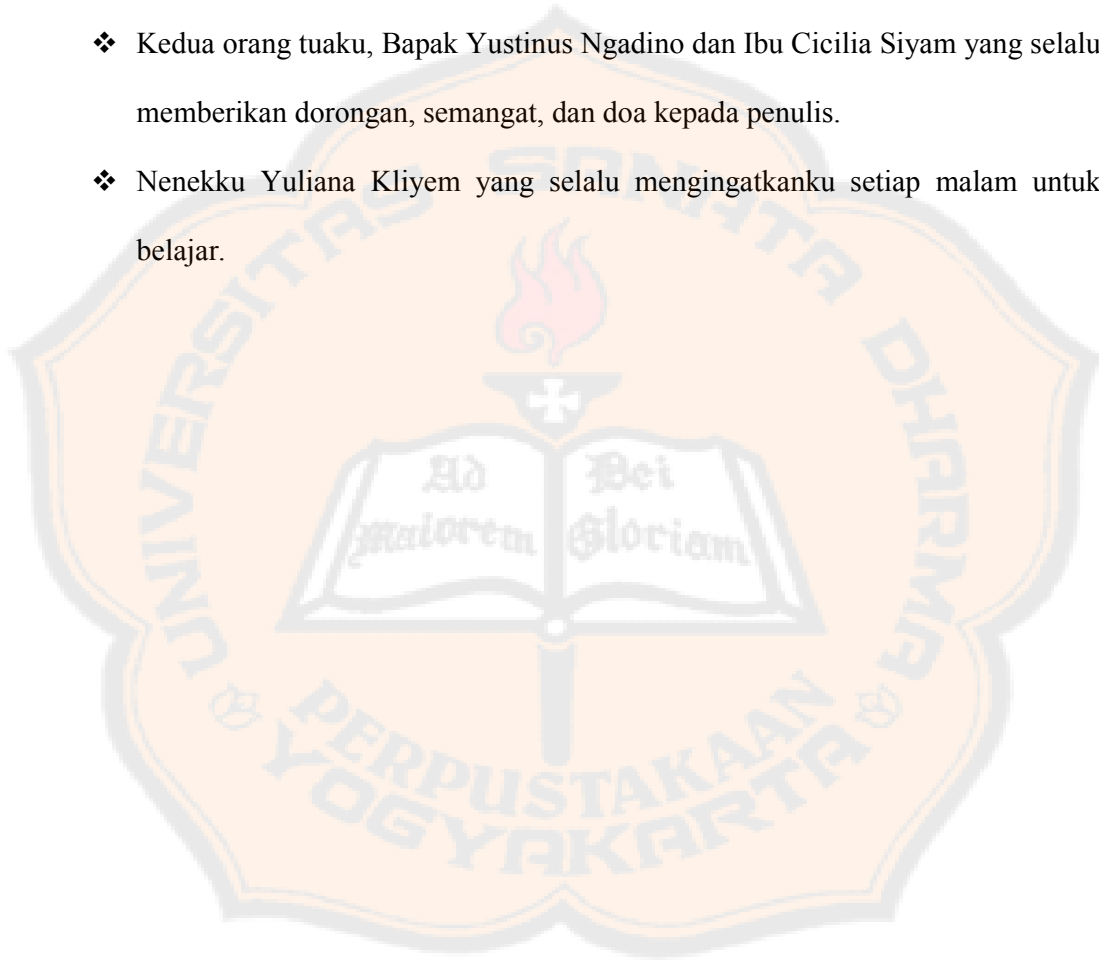 ❖ Kedua orang tuaku, Bapak Yustinus Ngadino dan Ibu Cicilia Siyam yang selalu
memberikan dorongan, semangat, dan doa kepada penulis.
❖ Nenekku Yuliana Kliyem yang selalu mengingatkanku setiap malam untuk
belajar.
UNIVERSITAS SANATA DHARMA
Ad Dei
Maiorem Gloriam
PERPUSTAKAAN
YOGYAKARTA